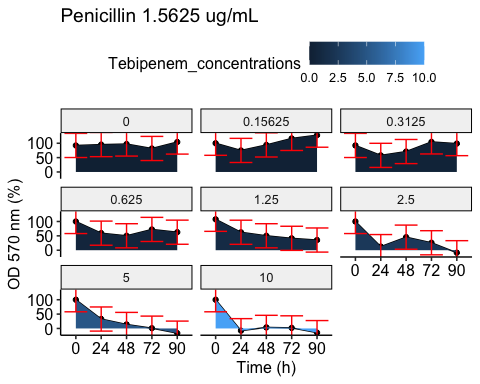 Penicillin 1.5625 ug/mL
Tebipenem_concentrations
0.0 2.5 5.0 7.5 10.0
0 0.15625 0.3125
100
50
0
0.625 1.25 2.5
100
50
0
0 24 48 72 90
5 10
100
50
0
0 24 48 72 90 0 24 48 72 90
OD 570 nm (%)
Time (h)